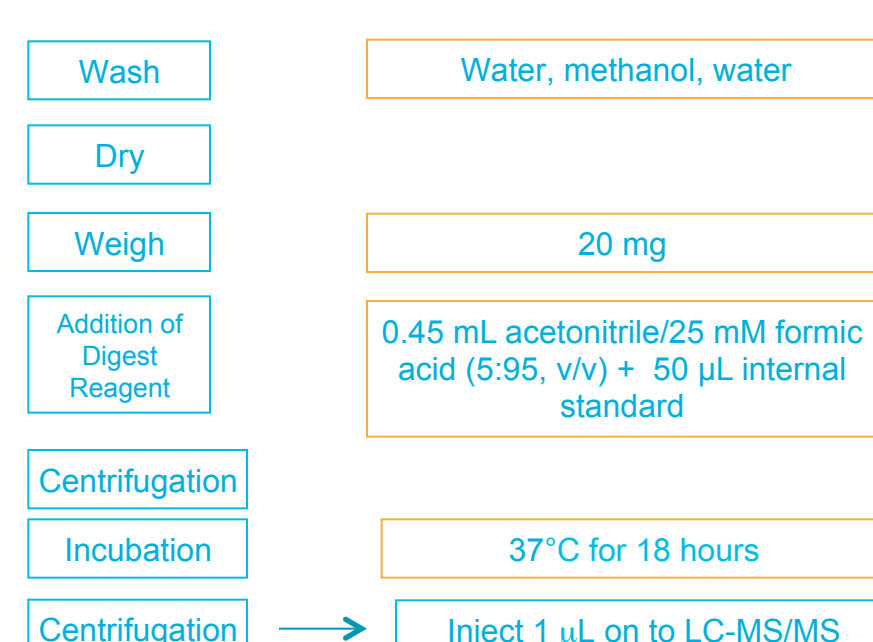 Wash
Water, methanol, water
Dry
Weigh
20 mg
Addition of
Digest
Reagent
0.45 mL acetonitrile/25 mM formic
acid (5:95, v/v) + 50 µL internal
standard
Centrifugation
Incubation
37°C for 18 hours
Centrifugation
Inject 1 µL on to LC-MS/MS